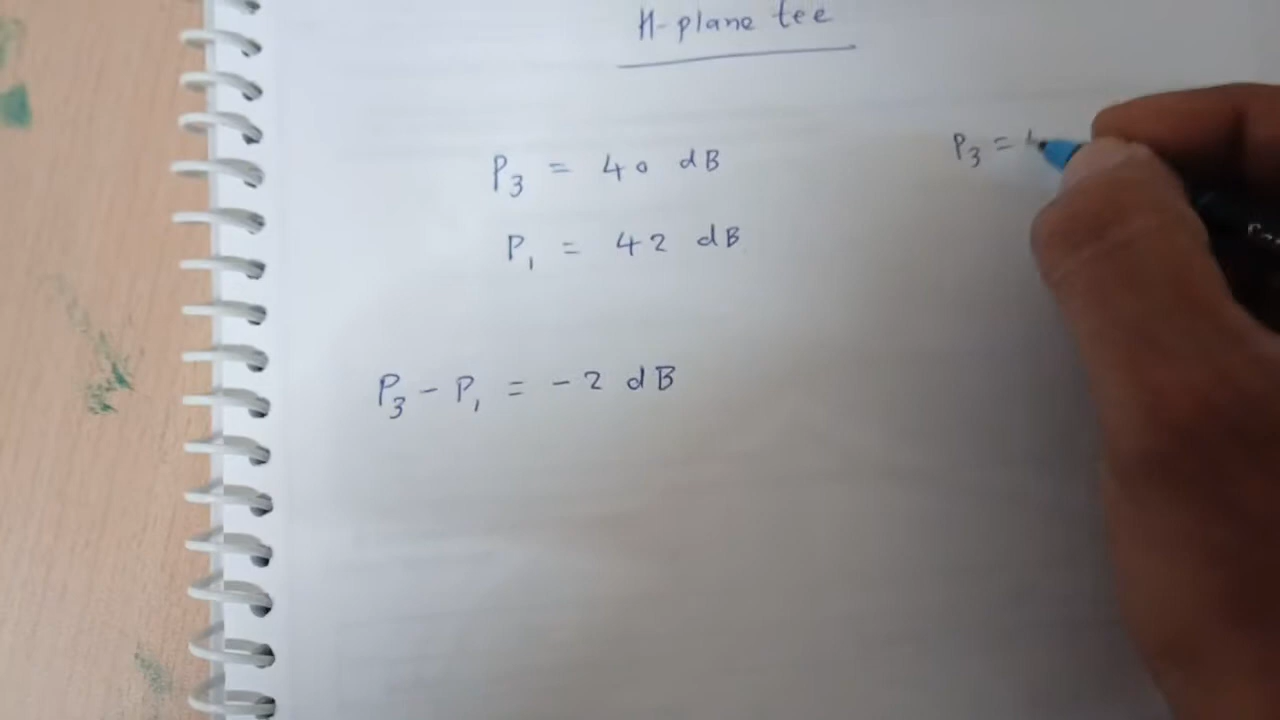 H-plane tee
P₃ = 40 dB
P₁ = 42 dB
P₃ - P₁ = -2 dB
P₃ =